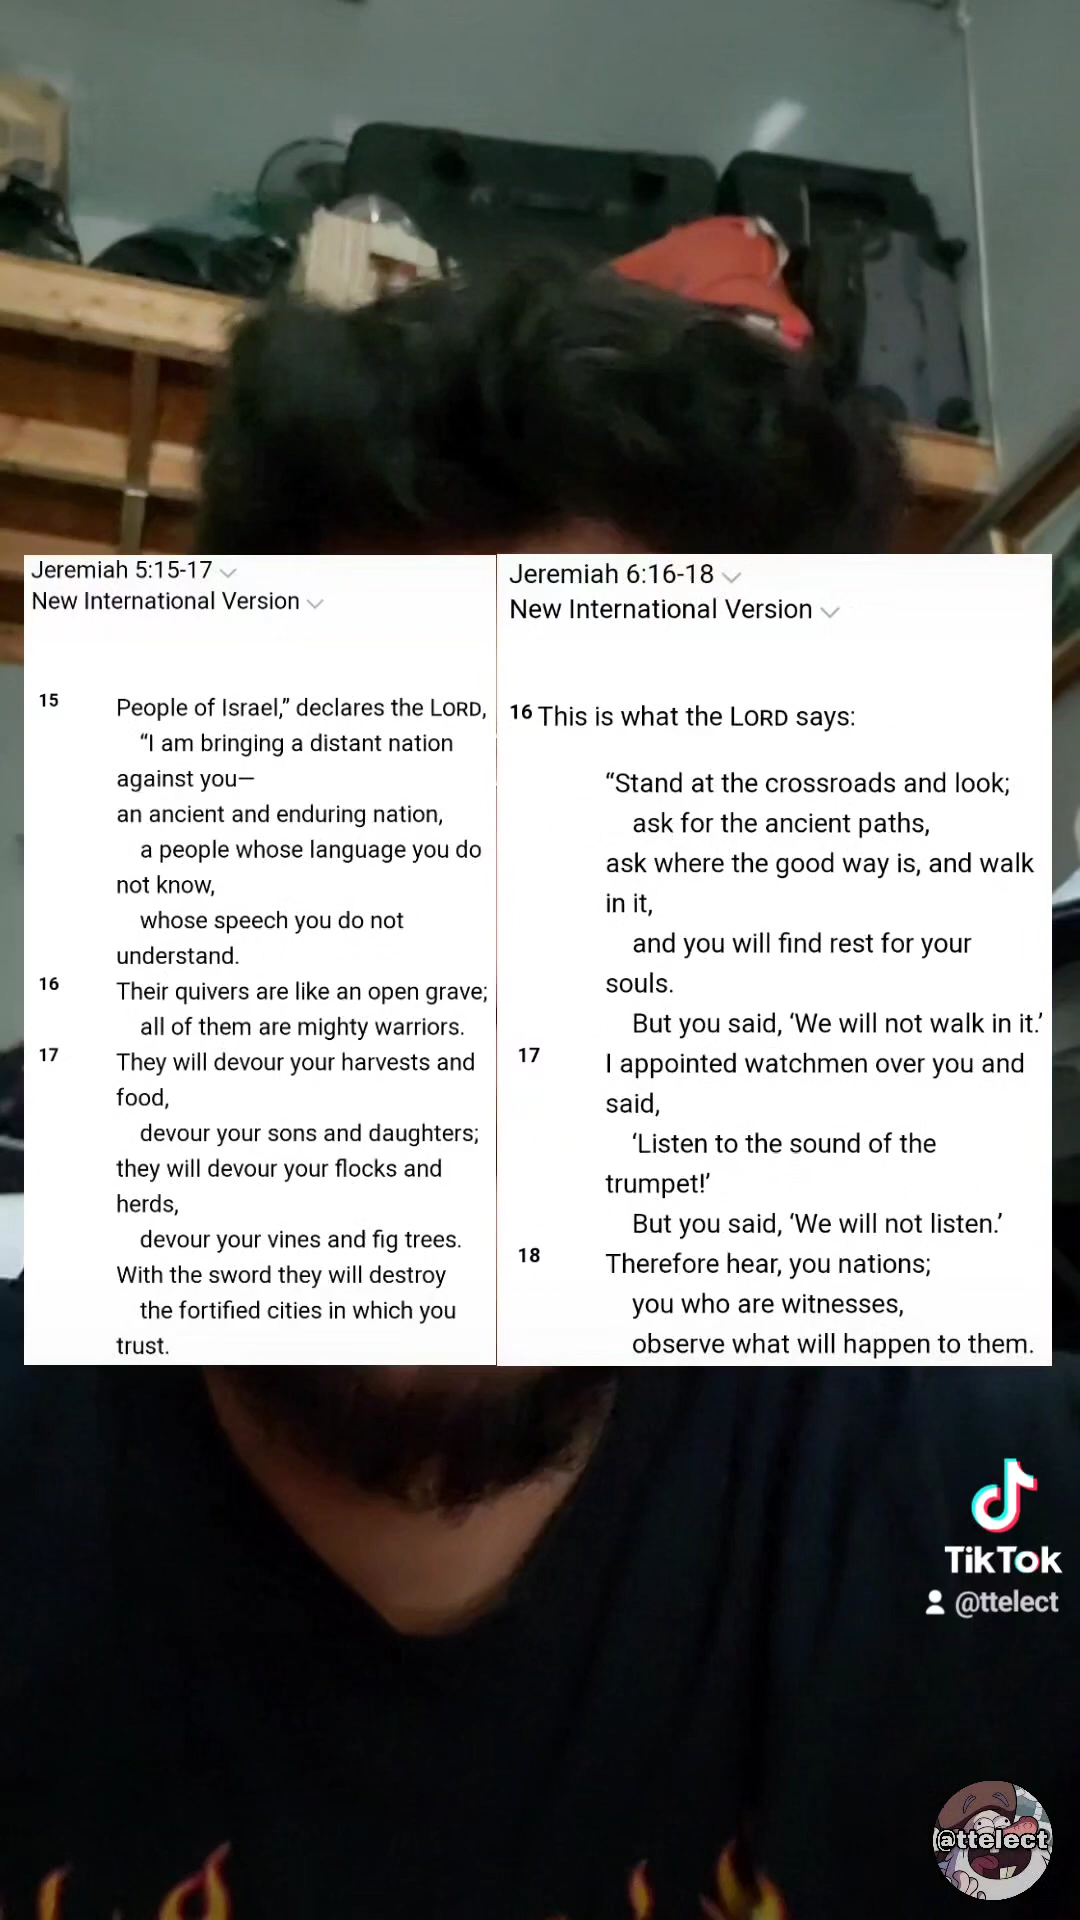 Jeremiah 5:15-17
New International Version
15 People of Israel,” declares the LORD,
“I am bringing a distant nation
against you—
an ancient and enduring nation,
a people whose language you do
not know,
whose speech you do not
understand.
16 Their quivers are like an open grave;
all of them are mighty warriors.
17 They will devour your harvests and
food,
devour your sons and daughters;
they will devour your flocks and
herds,
devour your vines and fig trees.
With the sword they will destroy
the fortified cities in which you
trust.
Jeremiah 6:16-18
New International Version
16 This is what the LORD says:
“Stand at the crossroads and look;
ask for the ancient paths,
ask where the good way is, and walk
in it,
and you will find rest for your
souls.
But you said, ‘We will not walk in it.’
17 I appointed watchmen over you and
said,
‘Listen to the sound of the
trumpet!’
But you said, ‘We will not listen.’
18 Therefore hear, you nations;
you who are witnesses,
observe what will happen to them.
TikTok
@ttelect
@ttelect